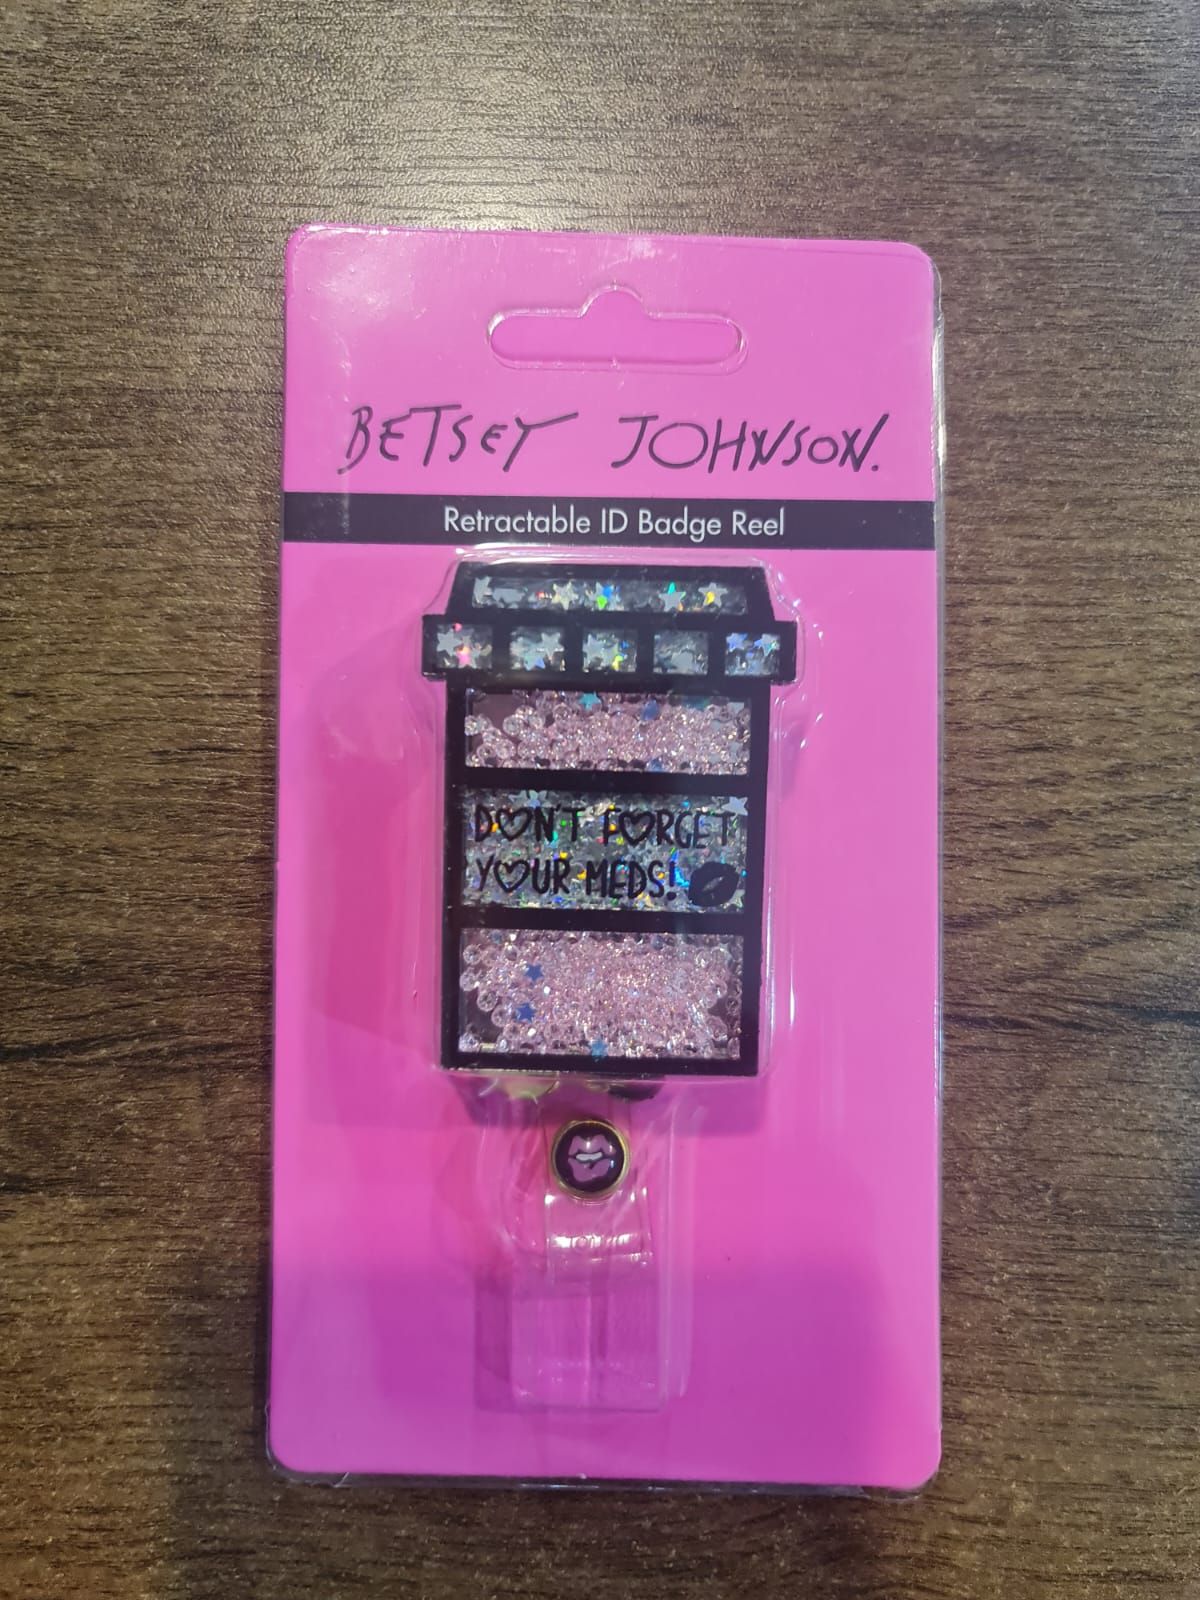 BETSEY JOHNSON.
Retractable ID Badge Reel
DON'T FORGET
YOUR MEDS!